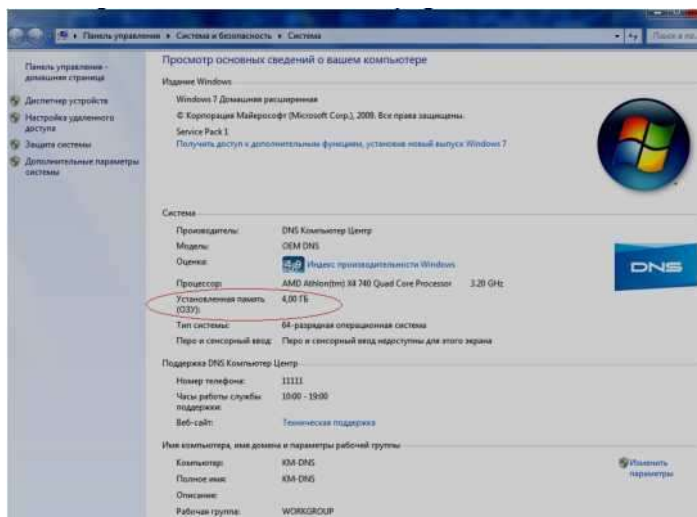 Панель управления ▸ Система и безопасность ▸ Система
Панель управления -
домашняя страница
Диспетчер устройств
Настройка удаленного
доступа
Защита системы
Дополнительные параметры
системы
Просмотр основных сведений о вашем компьютере
Издание Windows
Windows 7 Домашняя расширенная
© Корпорация Майкрософт (Microsoft Corp.), 2009. Все права защищены.
Service Pack 1
Получить доступ к дополнительным функциям, установив новый выпуск Windows 7
Система
Производитель: DNS Компьютер Центр
Модель: OEM DNS
Оценка: 4,8 Индекс производительности Windows
Процессор: AMD Athlon(tm) X4 740 Quad Core Processor 3.20 GHz
Установленная память 4,00 ГБ
(ОЗУ):
Тип системы: 64-разрядная операционная система
Перо и сенсорный ввод: Перо и сенсорный ввод недоступны для этого экрана
DNS
Поддержка DNS Компьютер Центр
Номер телефона: 11111
Часы работы службы 10:00 - 19:00
поддержки:
Веб-сайт: Техническая поддержка
Имя компьютера, имя домена и параметры рабочей группы
Компьютер: KM-DNS
Полное имя: KM-DNS
Описание:
Рабочая группа: WORKGROUP
Изменить
параметры